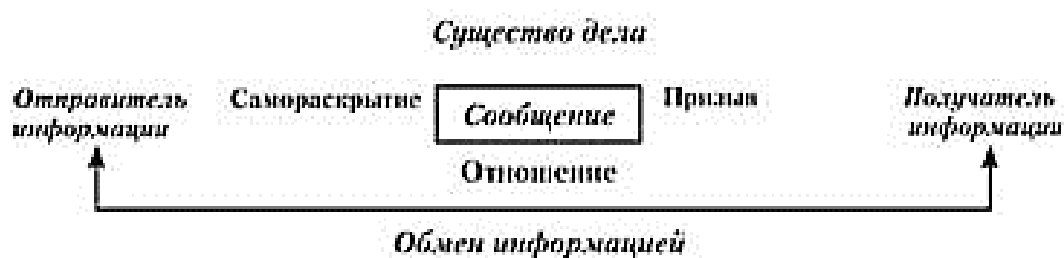 Существо дела
Отправитель
информации
Самораскрытие
Сообщение
Призыв
Получатель
информации
Отношение
Обмен информацией